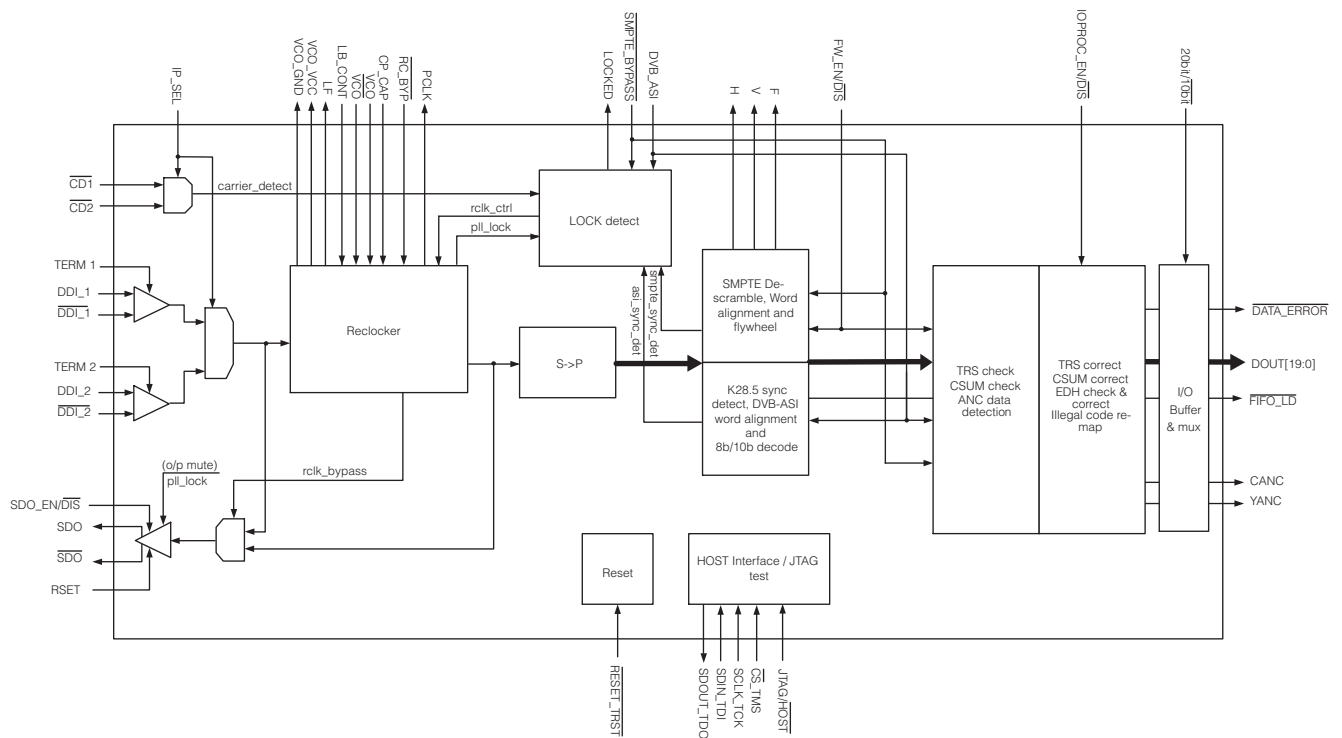 IP_SEL
VCO_GND
VCO_VCC
LF
LB_CONT
VCO
VCO
CP_CAP
RC_BYP
PCLK
LOCKED
SMPTE_BYPASS
DVB_ASI
H
V
F
FW_EN/DIS
IOPROC_EN/DIS
20bit/10bit
CD1
CD2
carrier_detect
rclk_ctrl
pll_lock
LOCK detect
TERM 1
DDI_1
DDI_1
TERM 2
DDI_2
DDI_2
Reclocker
S->P
asi_sync_det
smpte_sync_det
SMPTE De-
scramble, Word
alignment and
flywheel
K28.5 sync
detect, DVB-ASI
word alignment
and
8b/10b decode
TRS check
CSUM check
ANC data
detection
TRS correct
CSUM correct
EDH check &
correct
Illegal code re-
map
I/O
Buffer
& mux
DATA_ERROR
DOUT[19:0]
FIFO_LD
CANC
YANC
rclk_bypass
(o/p mute)
pll_lock
SDO_EN/DIS
SDO
SDO
RSET
Reset
HOST Interface / JTAG
test
RESET_TRST
SDOUT_TDO
SDIN_TDI
SCLK_TCK
CS_TMS
JTAG/HOST